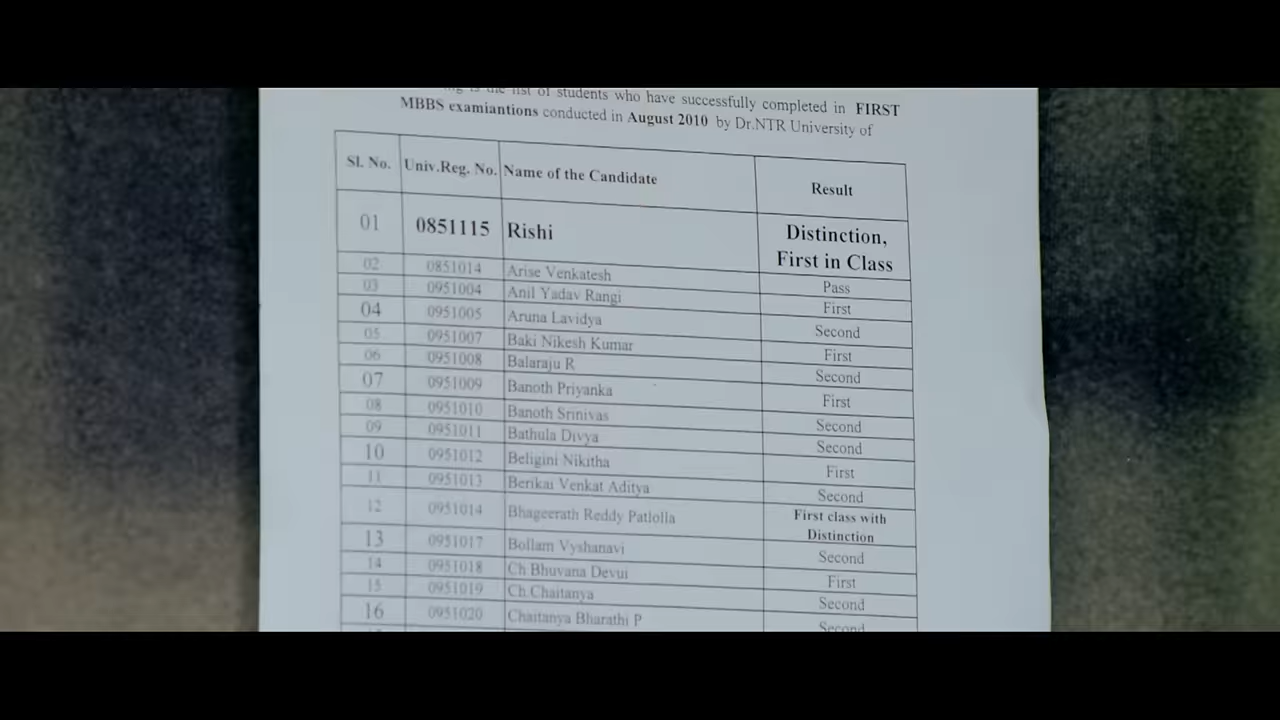 is the list of students who have successfully completed in FIRST
MBBS examiantions conducted in August 2010 by Dr.NTR University of
Sl. No. Univ.Reg. No. Name of the Candidate Result
01 0851115 Rishi Distinction, First in Class
02 0851014 Arise Venkatesh Pass
03 0951004 Anil Yadav Rangi First
04 0951005 Aruna Lavidya Second
05 0951007 Baki Nikesh Kumar First
06 0951008 Balaraju R Second
07 0951009 Banoth Priyanka First
08 0951010 Banoth Srinivas Second
09 0951011 Bathula Divya Second
10 0951012 Beligini Nikitha First
11 0951013 Berikai Venkat Aditya Second
12 0951014 Bhageerath Reddy Patlolla First class with Distinction
13 0951017 Bollam Vyshanavi Second
14 0951018 Ch Bhuvana Devui First
15 0951019 Ch.Chaitanya Second
16 0951020 Chaitanya Bharathi P Second